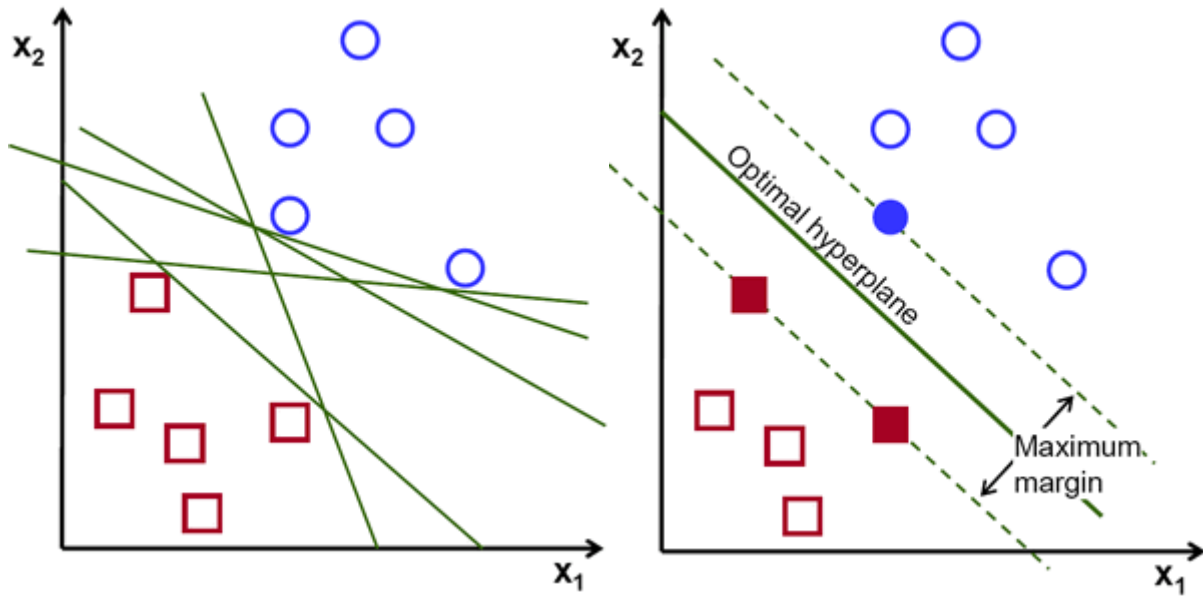 x₂
x₁
x₂
Optimal hyperplane
Maximum
margin
x₁